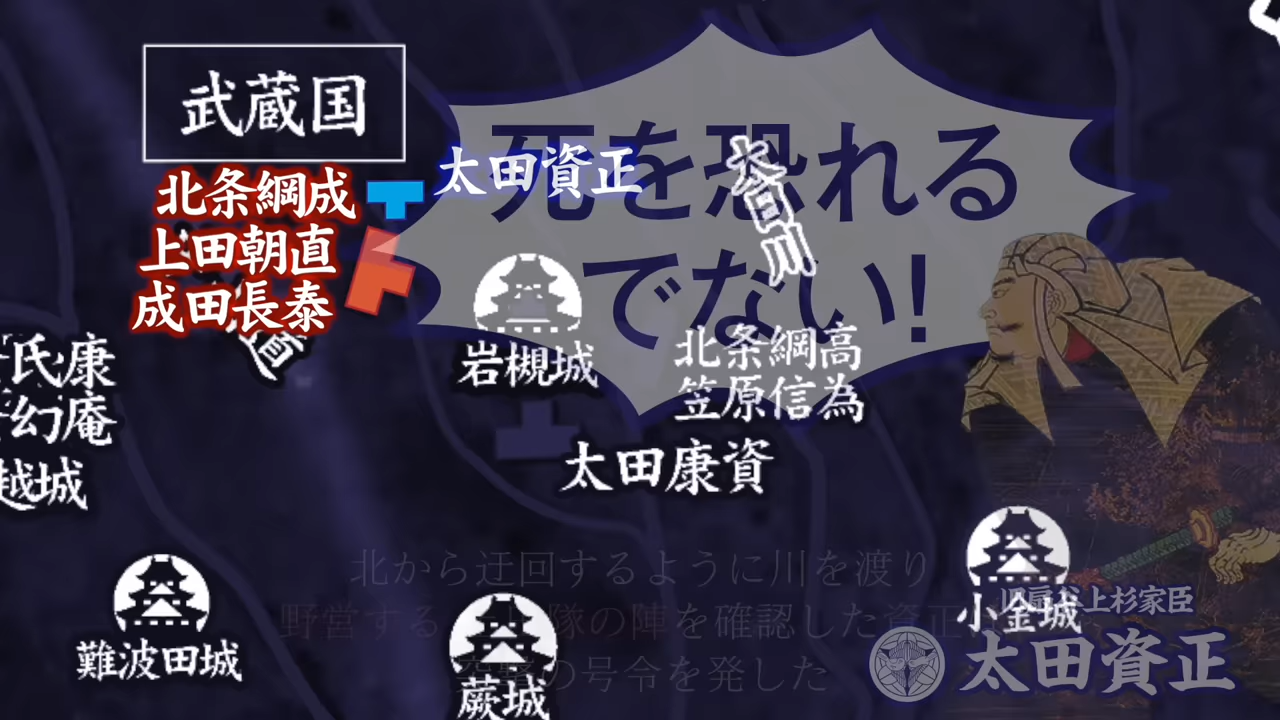 武蔵国
死を恐れる
でない!
太田資正
北条綱成
上田朝直
成田長泰
道
大日川
岩槻城
北条綱高
笠原信為
太田康資
氏康
幻庵
越城
難波田城
蕨城
小金城
北から迂回するように川を渡り
野営する
隊の陣を確認した資正
の号令を発した
上杉家臣
太田資正